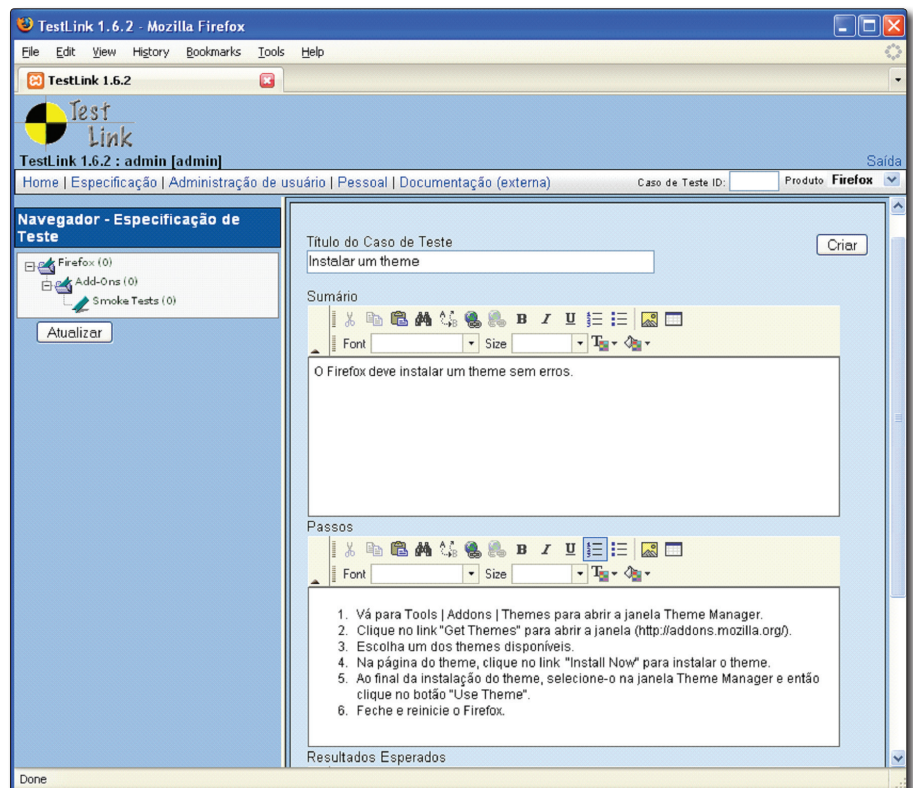 TestLink 1.6.2 - Mozilla Firefox
File Edit View History Bookmarks Tools Help
TestLink 1.6.2
Test
Link
TestLink 1.6.2 : admin [admin]
Saída
Home | Especificação | Administração de usuário | Pessoal | Documentação (externa) Caso de Teste ID: Produto Firefox
Navegador - Especificação de
Teste
Firefox (0)
Add-Ons (0)
Smoke Tests (0)
Atualizar
Título do Caso de Teste
Criar
Instalar um theme
Sumário
B I U
Font Size
O Firefox deve instalar um theme sem erros.
Passos
B I U
Font Size
1. Vá para Tools | Addons | Themes para abrir a janela Theme Manager.
2. Clique no link "Get Themes" para abrir a janela (http://addons.mozilla.org/).
3. Escolha um dos themes disponíveis.
4. Na página do theme, clique no link "Install Now" para instalar o theme.
5. Ao final da instalação do theme, selecione-o na janela Theme Manager e então
clique no botão "Use Theme".
6. Feche e reinicie o Firefox.
Resultados Esperados
Done